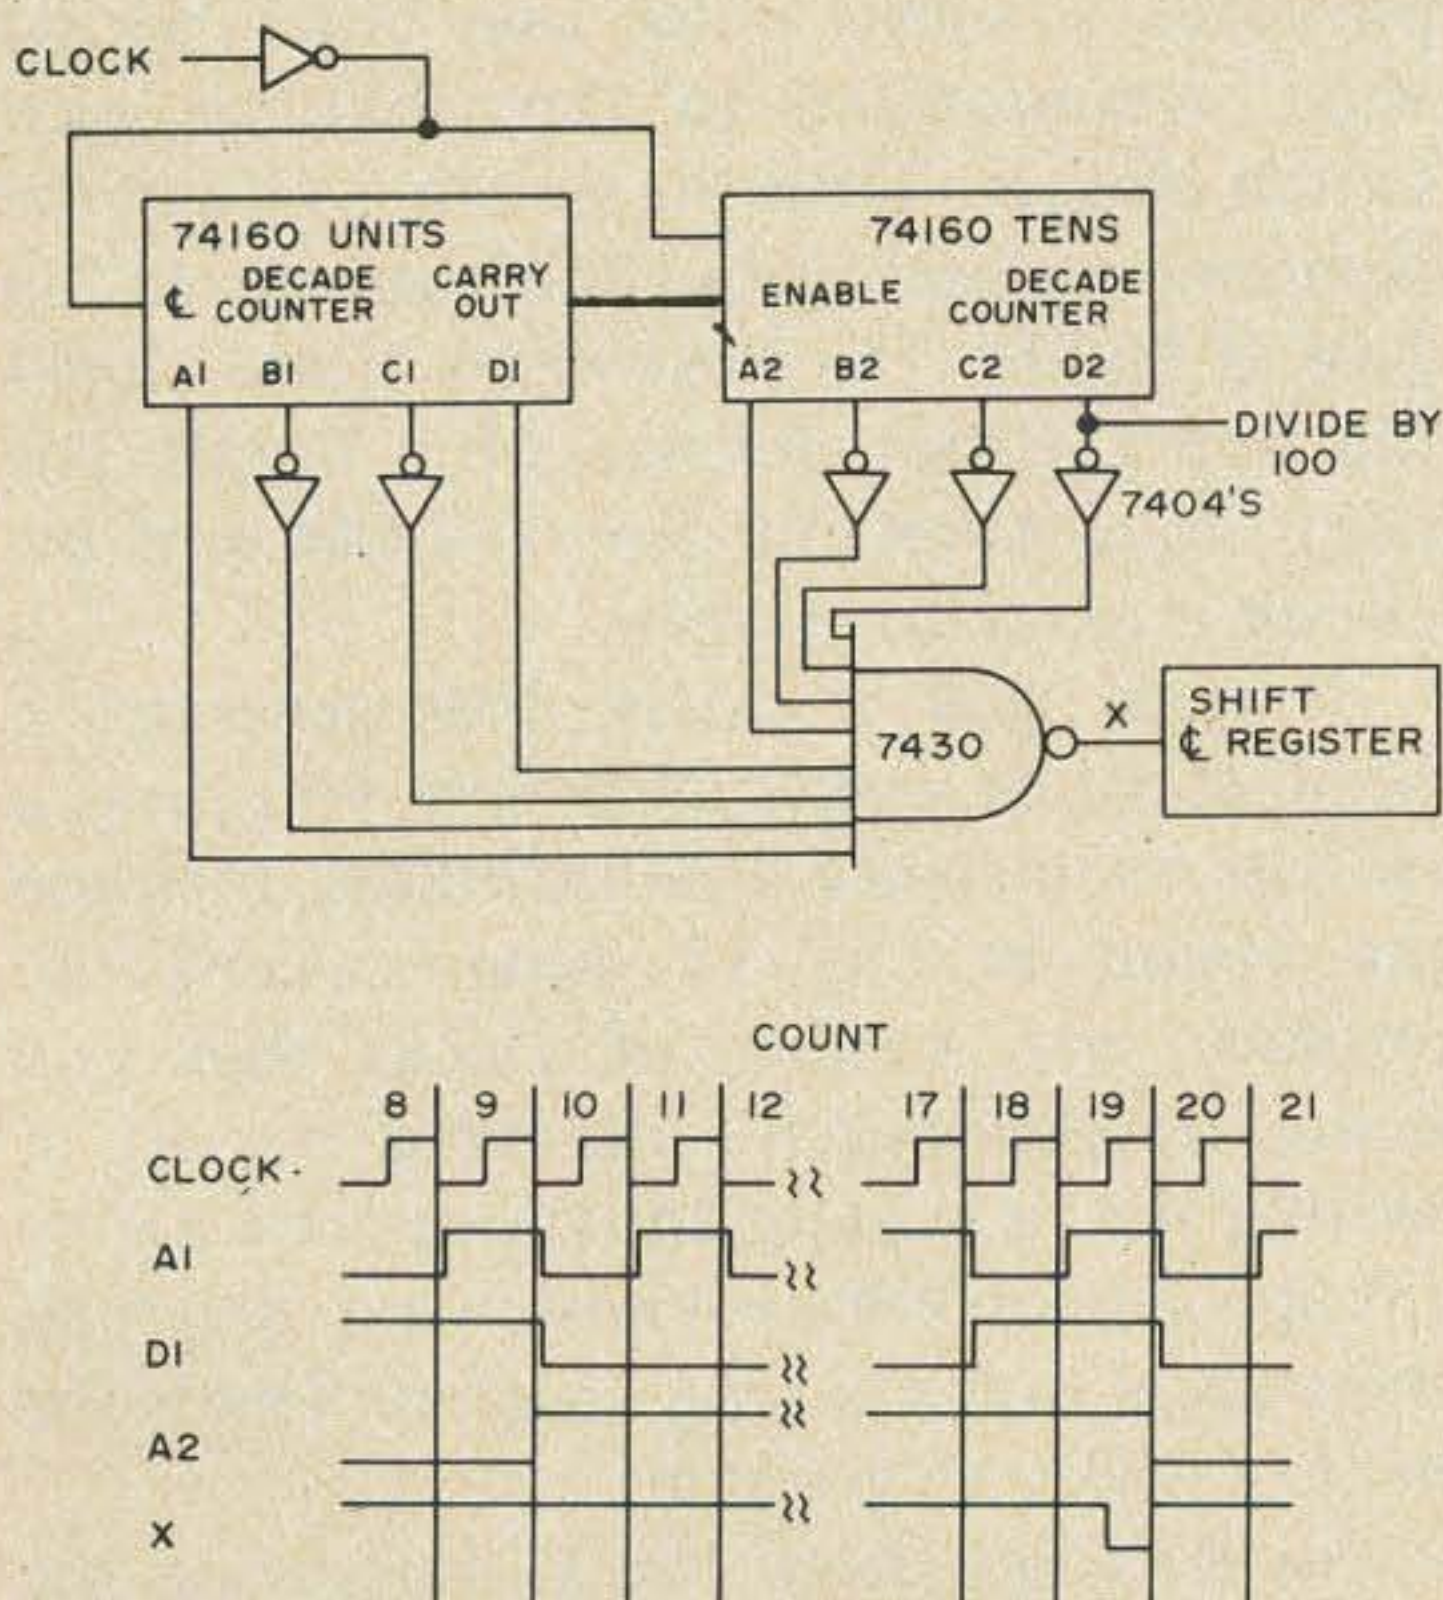 CLOCK
74160 UNITS
℄ DECADE COUNTER
CARRY OUT
A1 B1 C1 D1
74160 TENS
ENABLE
DECADE COUNTER
A2 B2 C2 D2
DIVIDE BY 100
7404'S
7430
X
SHIFT
℄ REGISTER
COUNT
8 9 10 11 12 17 18 19 20 21
CLOCK
A1
D1
A2
X